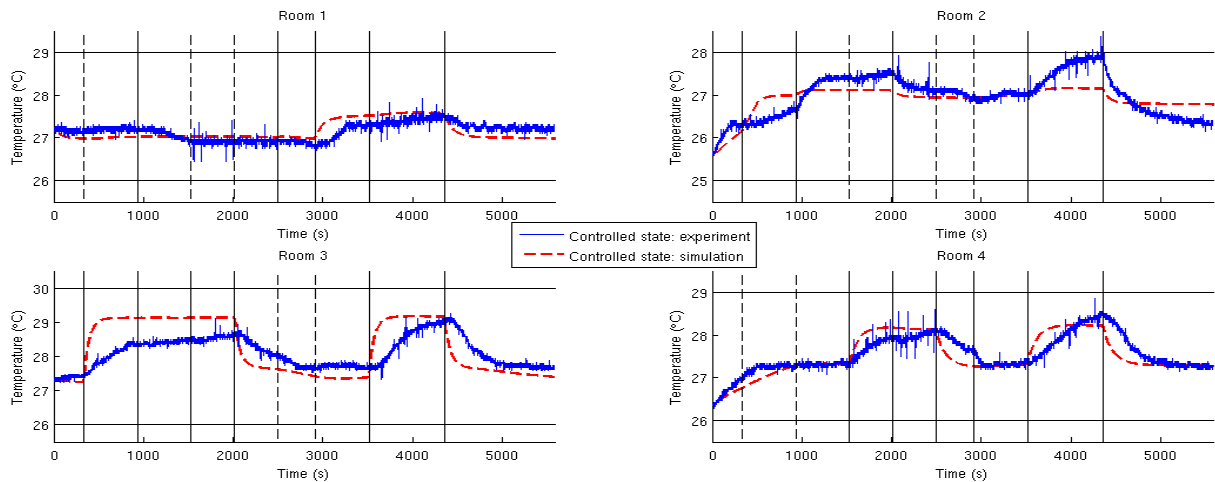 Room 1
Temperature (°C)
29
28
27
26
0 1000 2000 3000 4000 5000
Time (s)
Room 2
Temperature (°C)
28
27
26
25
0 1000 2000 3000 4000 5000
Time (s)
Controlled state: experiment
Controlled state: simulation
Room 3
Temperature (°C)
30
29
28
27
26
0 1000 2000 3000 4000 5000
Time (s)
Room 4
Temperature (°C)
29
28
27
26
0 1000 2000 3000 4000 5000
Time (s)